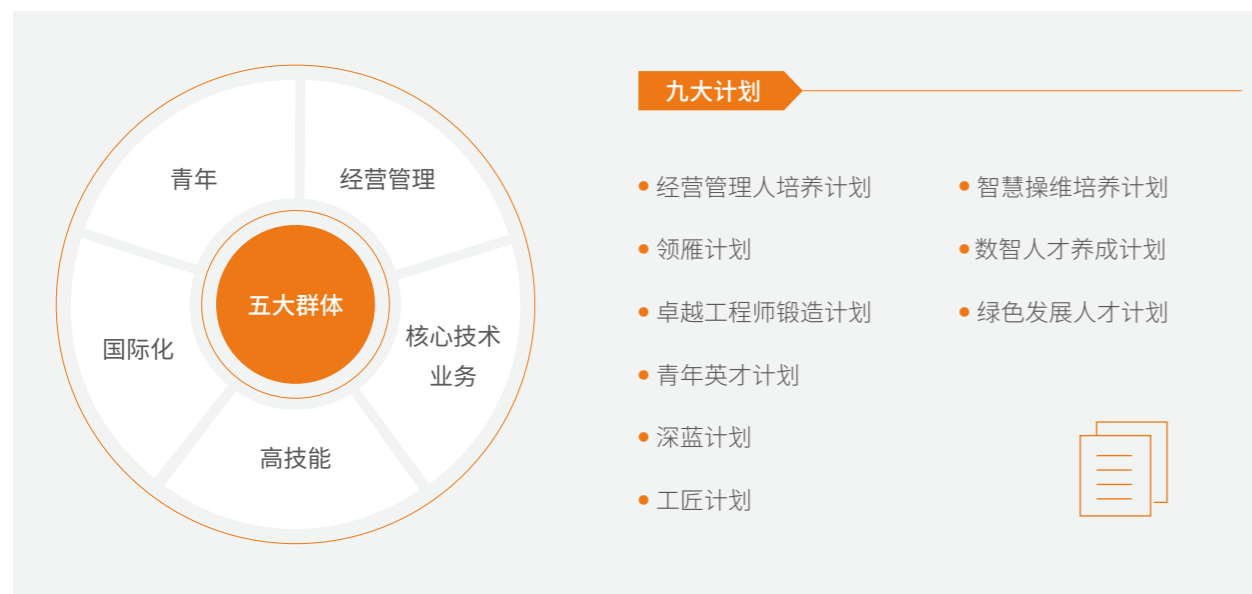 青年
经营管理
国际化
五大群体
核心技术
业务
高技能
九大计划
经营管理人培养计划
领雁计划
卓越工程师锻造计划
青年英才计划
深蓝计划
工匠计划
智慧操维培养计划
数智人才养成计划
绿色发展人才计划